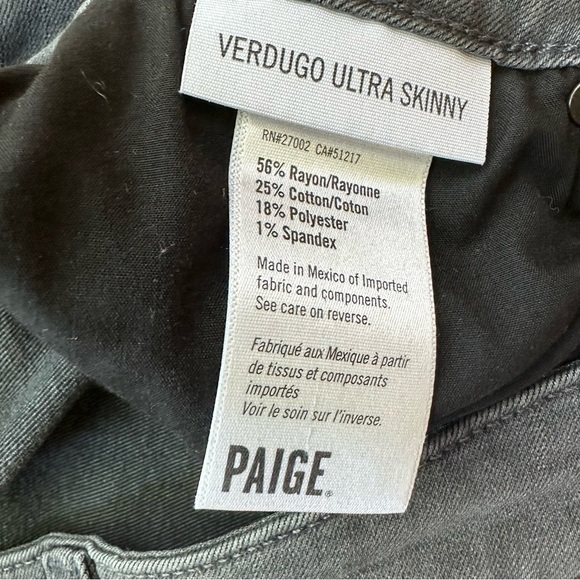 VERDUGO ULTRA SKINNY
RN#27002 CA#51217
56% Rayon/Rayonne
25% Cotton/Coton
18% Polyester
1% Spandex
Made in Mexico of Imported
fabric and components.
See care on reverse.
Fabriqué aux Mexique à partir
de tissus et composants
importés
Voir le soin sur l'inverse.
PAIGE®